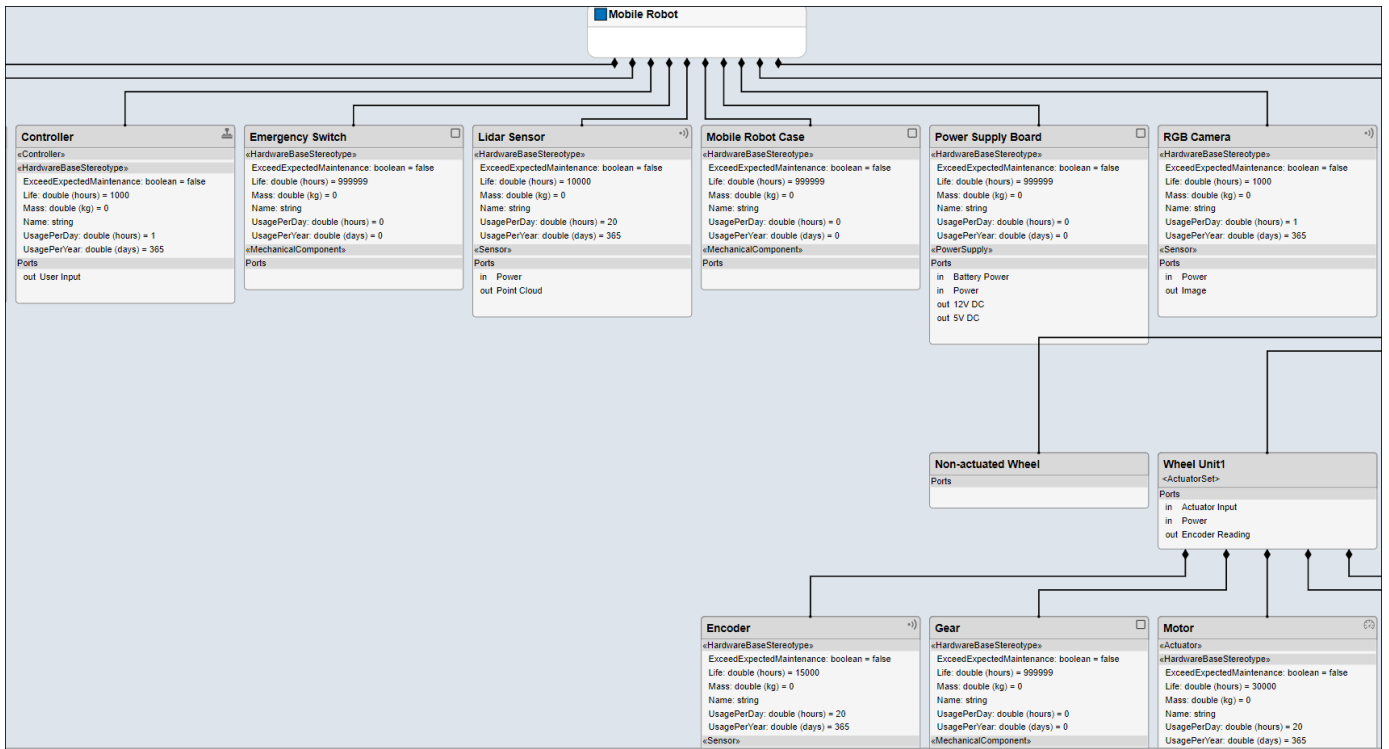 Mobile Robot
Controller
«Controller»
«HardwareBaseStereotype»
ExceedExpectedMaintenance: boolean = false
Life: double (hours) = 1000
Mass: double (kg) = 0
Name: string
UsagePerDay: double (hours) = 1
UsagePerYear: double (days) = 365
Ports
out User Input
Emergency Switch
«HardwareBaseStereotype»
ExceedExpectedMaintenance: boolean = false
Life: double (hours) = 999999
Mass: double (kg) = 0
Name: string
UsagePerDay: double (hours) = 0
UsagePerYear: double (days) = 0
«MechanicalComponent»
Ports
Lidar Sensor
«HardwareBaseStereotype»
ExceedExpectedMaintenance: boolean = false
Life: double (hours) = 10000
Mass: double (kg) = 0
Name: string
UsagePerDay: double (hours) = 20
UsagePerYear: double (days) = 365
«Sensor»
Ports
in Power
out Point Cloud
Mobile Robot Case
«HardwareBaseStereotype»
ExceedExpectedMaintenance: boolean = false
Life: double (hours) = 999999
Mass: double (kg) = 0
Name: string
UsagePerDay: double (hours) = 0
UsagePerYear: double (days) = 0
«MechanicalComponent»
Ports
Power Supply Board
«HardwareBaseStereotype»
ExceedExpectedMaintenance: boolean = false
Life: double (hours) = 999999
Mass: double (kg) = 0
Name: string
UsagePerDay: double (hours) = 0
UsagePerYear: double (days) = 0
«PowerSupply»
Ports
in Battery Power
in Power
out 12V DC
out 5V DC
RGB Camera
«HardwareBaseStereotype»
ExceedExpectedMaintenance: boolean = false
Life: double (hours) = 1000
Mass: double (kg) = 0
Name: string
UsagePerDay: double (hours) = 1
UsagePerYear: double (days) = 365
«Sensor»
Ports
in Power
out Image
Non-actuated Wheel
Ports
Wheel Unit1
<ActuatorSet>
Ports
in Actuator Input
in Power
out Encoder Reading
Encoder
«HardwareBaseStereotype»
ExceedExpectedMaintenance: boolean = false
Life: double (hours) = 15000
Mass: double (kg) = 0
Name: string
UsagePerDay: double (hours) = 20
UsagePerYear: double (days) = 365
«Sensor»
Gear
«HardwareBaseStereotype»
ExceedExpectedMaintenance: boolean = false
Life: double (hours) = 999999
Mass: double (kg) = 0
Name: string
UsagePerDay: double (hours) = 0
UsagePerYear: double (days) = 0
«MechanicalComponent»
Motor
«Actuator»
«HardwareBaseStereotype»
ExceedExpectedMaintenance: boolean = false
Life: double (hours) = 30000
Mass: double (kg) = 0
Name: string
UsagePerDay: double (hours) = 20
UsagePerYear: double (days) = 365